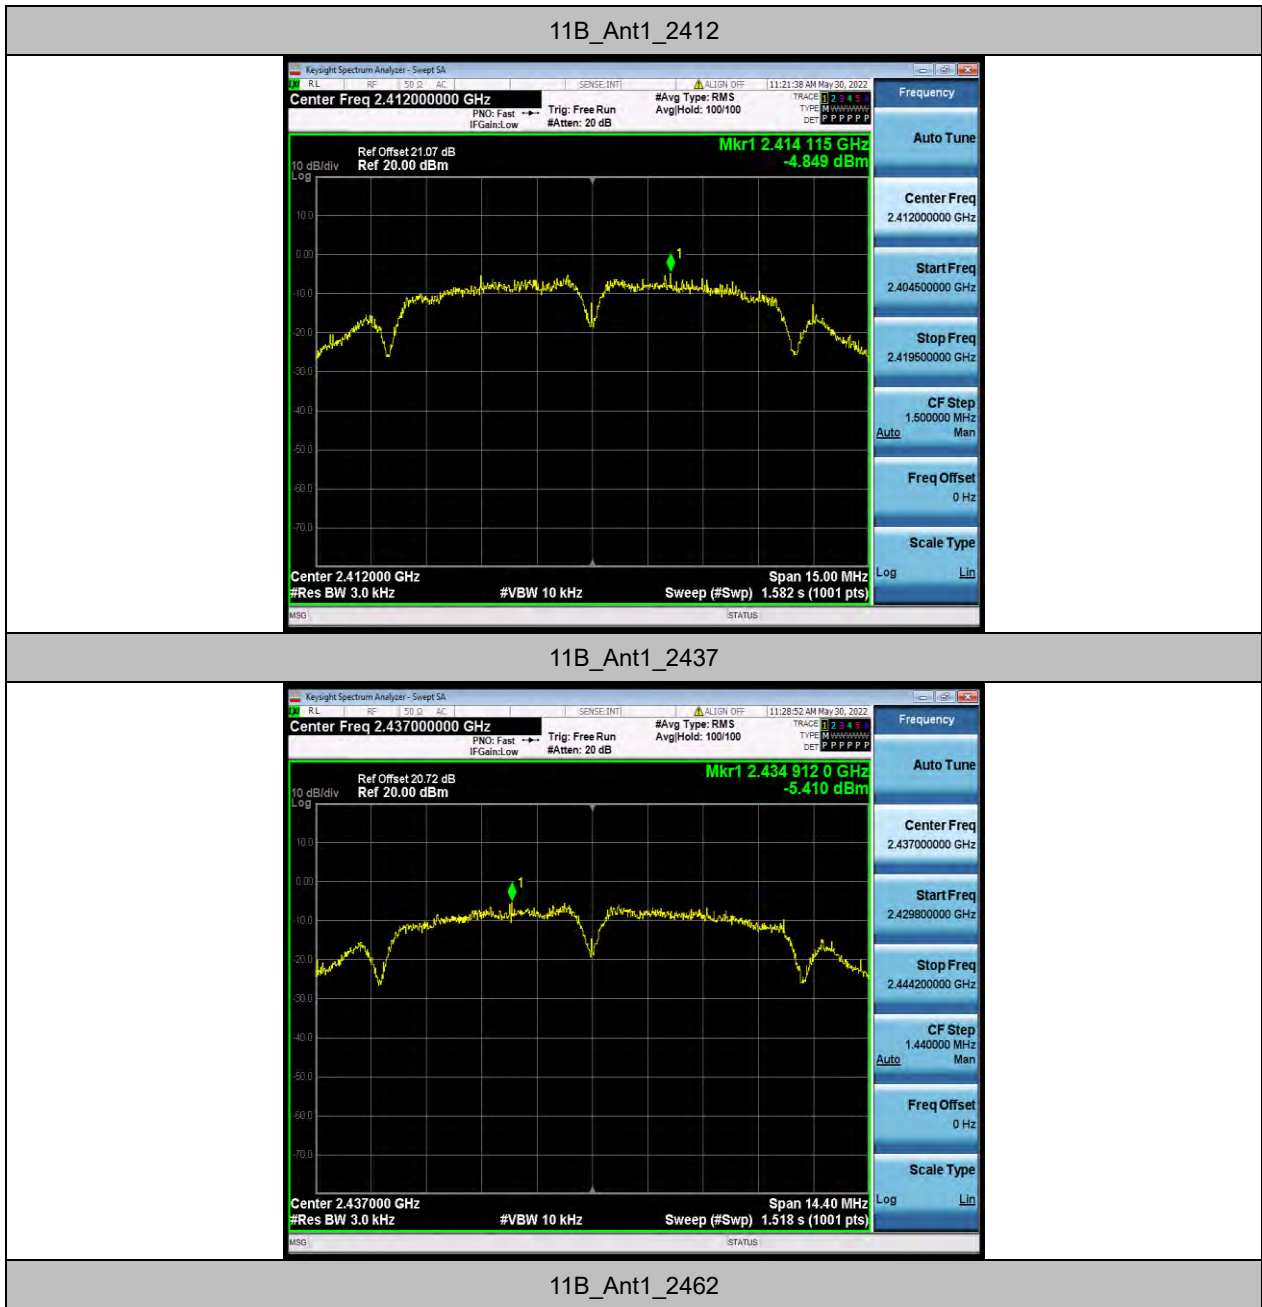 11B_Ant1_2412
Keysight Spectrum Analyzer - Swept SA
RL RF 50 Ω AC SENSE:INT ALIGN OFF 11:21:38 AM May 30, 2022
Center Freq 2.412000000 GHz
PNO: Fast
IFGain:Low
Trig: Free Run
#Atten: 20 dB
#Avg Type: RMS
Avg|Hold: 100/100
TRACE 1 2 3 4 5
TYPE M WWWWW
DET P P P P P P
Frequency
Mkr1 2.414 115 GHz
-4.849 dBm
Ref Offset 21.07 dB
10 dB/div Ref 20.00 dBm
Log
10.0
0.00
-10.0
-20.0
-30.0
-40.0
-50.0
-60.0
-70.0
1
Center 2.412000 GHz
Span 15.00 MHz
#Res BW 3.0 kHz
#VBW 10 kHz
Sweep (#Swp) 1.582 s (1001 pts)
MSG
STATUS
Auto Tune
Center Freq
2.412000000 GHz
Start Freq
2.404500000 GHz
Stop Freq
2.419500000 GHz
CF Step
1.500000 MHz
Auto Man
Freq Offset
0 Hz
Scale Type
Log Lin
11B_Ant1_2437
Keysight Spectrum Analyzer - Swept SA
RL RF 50 Ω AC SENSE:INT ALIGN OFF 11:28:52 AM May 30, 2022
Center Freq 2.437000000 GHz
PNO: Fast
IFGain:Low
Trig: Free Run
#Atten: 20 dB
#Avg Type: RMS
Avg|Hold: 100/100
TRACE 1 2 3 4 5
TYPE M WWWWW
DET P P P P P P
Frequency
Mkr1 2.434 912 0 GHz
-5.410 dBm
Ref Offset 20.72 dB
10 dB/div Ref 20.00 dBm
Log
10.0
0.00
-10.0
-20.0
-30.0
-40.0
-50.0
-60.0
-70.0
1
Center 2.437000 GHz
Span 14.40 MHz
#Res BW 3.0 kHz
#VBW 10 kHz
Sweep (#Swp) 1.518 s (1001 pts)
MSG
STATUS
Auto Tune
Center Freq
2.437000000 GHz
Start Freq
2.429800000 GHz
Stop Freq
2.444200000 GHz
CF Step
1.440000 MHz
Auto Man
Freq Offset
0 Hz
Scale Type
Log Lin
11B_Ant1_2462